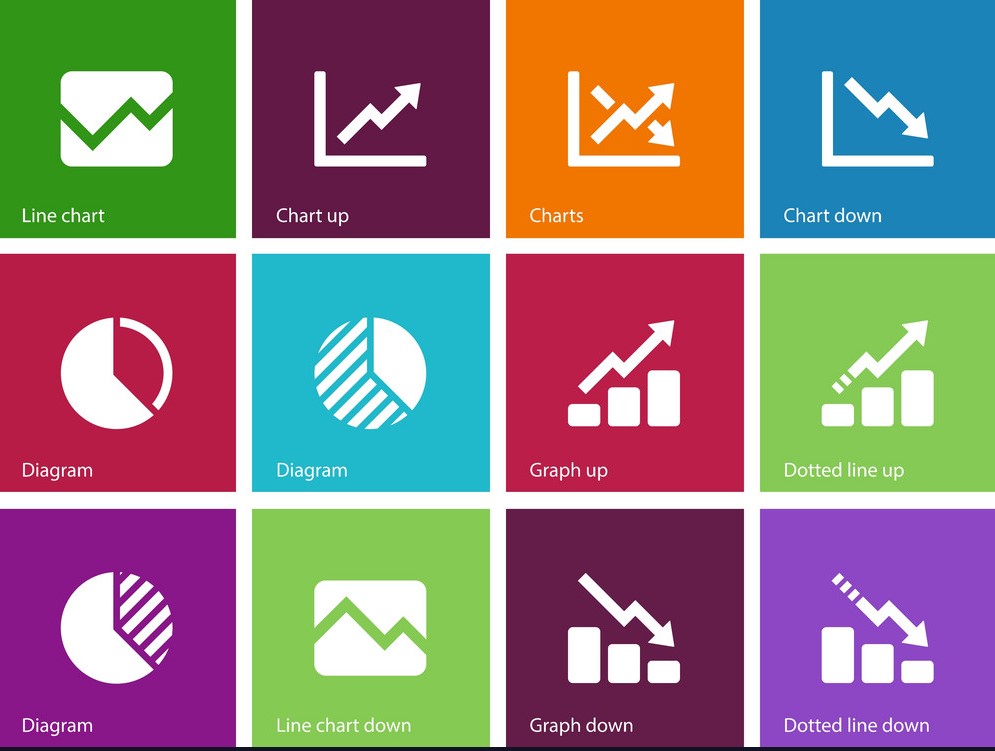 Line chart
Chart up
Charts
Chart down
Diagram
Diagram
Graph up
Dotted line up
Diagram
Line chart down
Graph down
Dotted line down